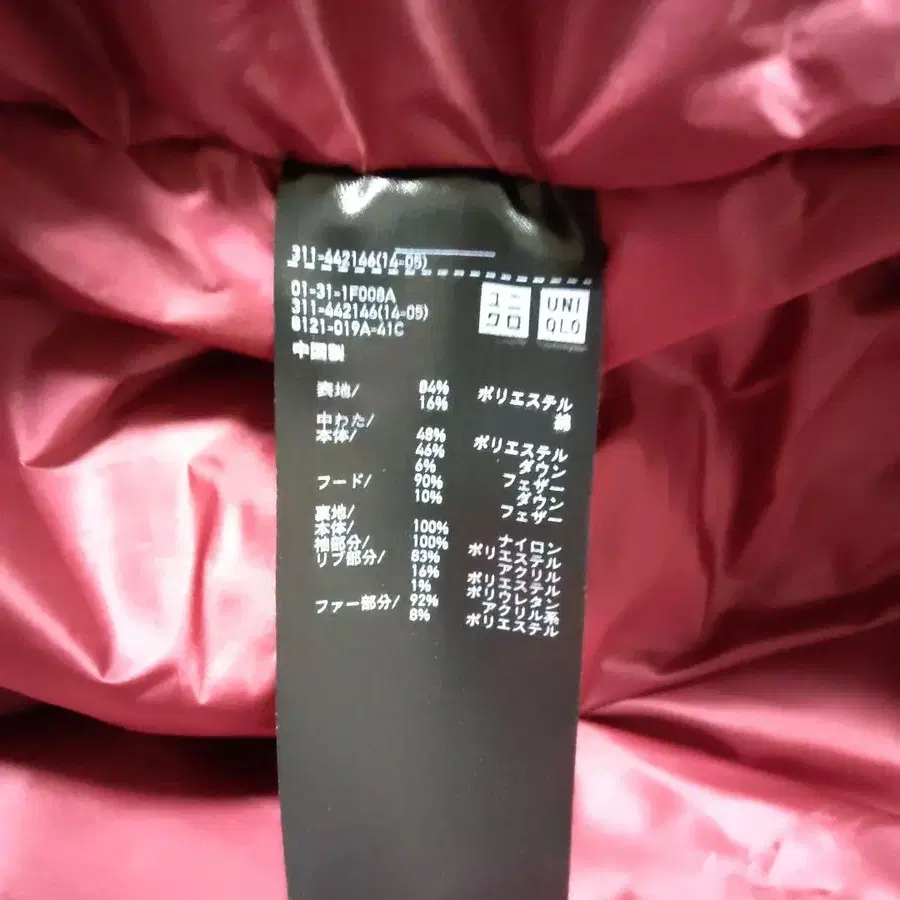 311-442146(14-05)
01-31-1F008A
311-442146(14-05)
8121-019A-41C
中国製
ユニ
クロ
UNI
QLO
表地/ 84% ポリエステル
16% 綿
中わた/
本体/ 48% ポリエステル
46% ダウン
6% フェザー
フード/ 90% ダウン
10% フェザー
裏地/
本体/ 100% ナイロン
袖部分/ 100% ポリエステル
リブ部分/ 83% アクリル
16% ポリエステル
1% ポリウレタン
ファー部分/ 92% アクリル系
8% ポリエステル